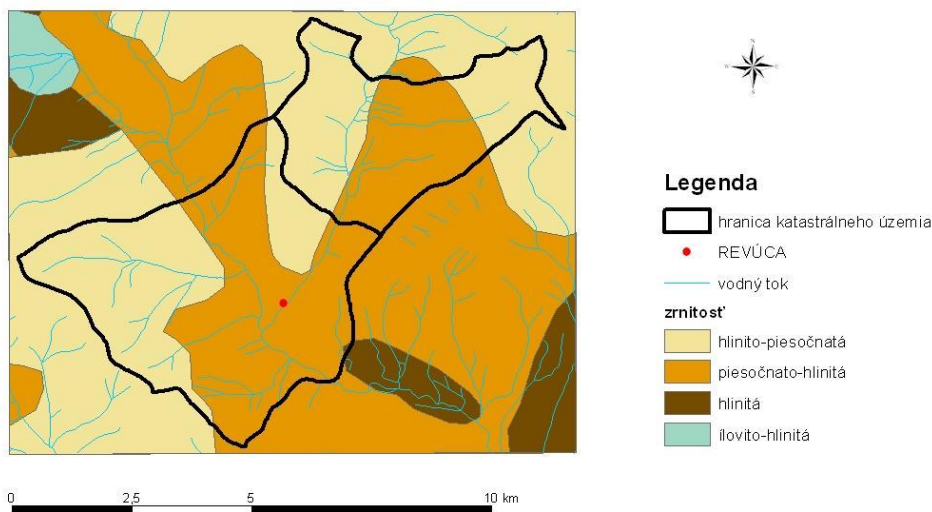 N
W E
S
Legenda
hranica katastrálneho územia
REVÚCA
vodný tok
zrnitosť
hlinito-piesočnatá
piesočnato-hlinitá
hlinitá
ílovito-hlinitá
0 2,5 5 10 km